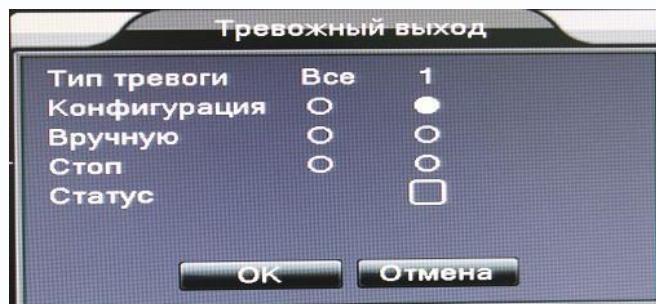 Тревожный выход
Тип тревоги Все 1
Конфигурация
Вручную
Стоп
Статус
OK Отмена